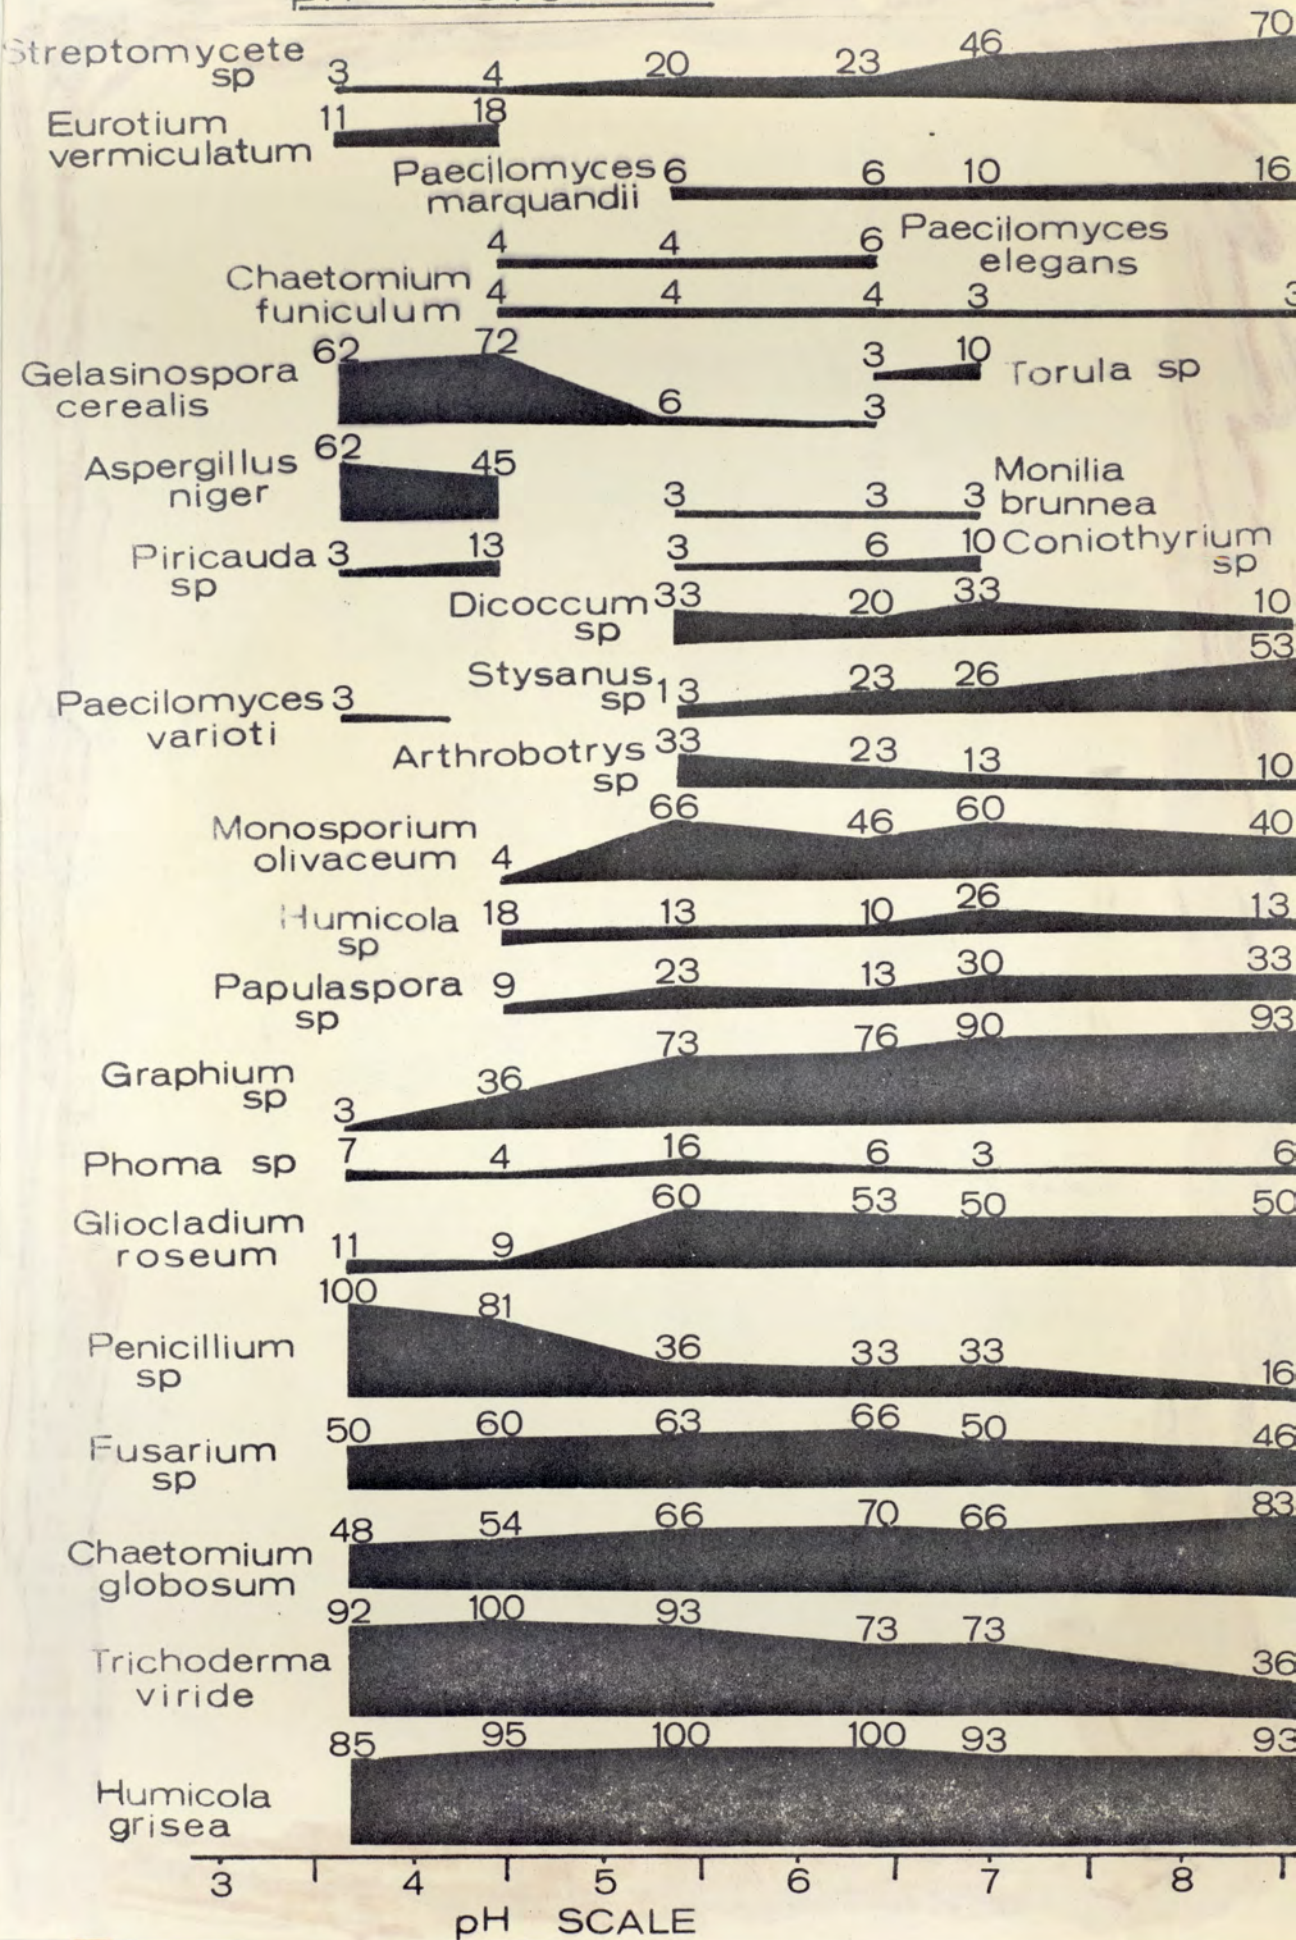 Streptomycete
sp 3 4 20 23 46 70
Eurotium
vermiculatum 11 18
Paecilomyces 6 6 10 16
marquandii
4 4 6 Paecilomyces
elegans
Chaetomium
funiculum 4 4 4 3 3
Gelasinospora
cerealis 62 72 6 3
3 10 Torula sp
Aspergillus
niger 62 45
3 3 3 Monilia
brunnea
Piricauda 3 13
sp
3 6 10 Coniothyrium
sp
Dicoccum 33 20 33 10
sp
Stysanus
sp 13 23 26 53
Paecilomyces 3
varioti
Arthrobotrys 33 23 13 10
sp
Monosporium
olivaceum 4 66 46 60 40
Humicola 18 13 10 26 13
sp
Papulaspora 9 23 13 30 33
sp
Graphium
sp 3 36 73 76 90 93
Phoma sp 7 4 16 6 3 6
Gliocladium
roseum 11 9 60 53 50 50
Penicillium
sp 100 81 36 33 33 16
Fusarium
sp 50 60 63 66 50 46
Chaetomium
globosum 48 54 66 70 66 83
Trichoderma
viride 92 100 93 73 73 36
Humicola
grisea 85 95 100 100 93 93
3 4 5 6 7 8
pH SCALE